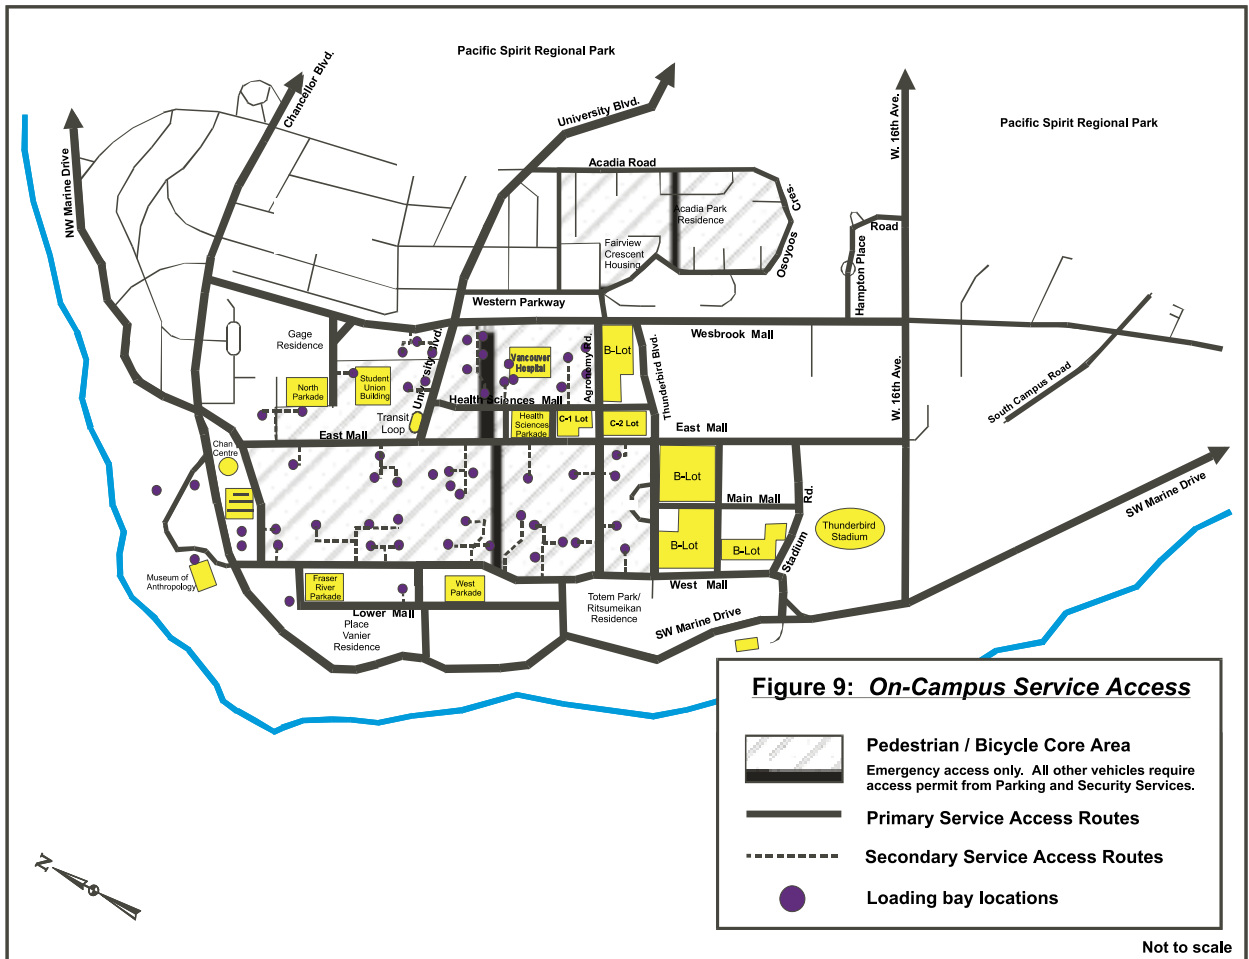 Pacific Spirit Regional Park
Chancellor Blvd.
University Blvd.
NW Marine Drive
W. 16th Ave.
Pacific Spirit Regional Park
Acadia Road
Cres.
Acadia Park
Residence
Osoyoos
Fairview
Crescent
Housing
Road
Hampton Place
Western Parkway
Gage
Residence
University Blvd.
Vancouver
Hospital
Agronomy Rd.
B-Lot
Thunderbird Blvd.
Wesbrook Mall
W. 16th Ave.
South Campus Road
North
Parkade
Student
Union
Building
Health Sciences Mall
Transit
Loop
Health
Sciences
Parkade
C-1 Lot
C-2 Lot
East Mall
East Mall
Chan
Centre
B-Lot
Main Mall
Rd.
SW Marine Drive
Thunderbird
Stadium
B-Lot
B-Lot
Stadium
Museum of
Anthropology
Fraser
River
Parkade
West
Parkade
West Mall
Lower Mall
Place
Vanier
Residence
Totem Park/
Ritsumeikan
Residence
SW Marine Drive
Figure 9: On-Campus Service Access
Pedestrian / Bicycle Core Area
Emergency access only. All other vehicles require
access permit from Parking and Security Services.
Primary Service Access Routes
Secondary Service Access Routes
Loading bay locations
N
Not to scale